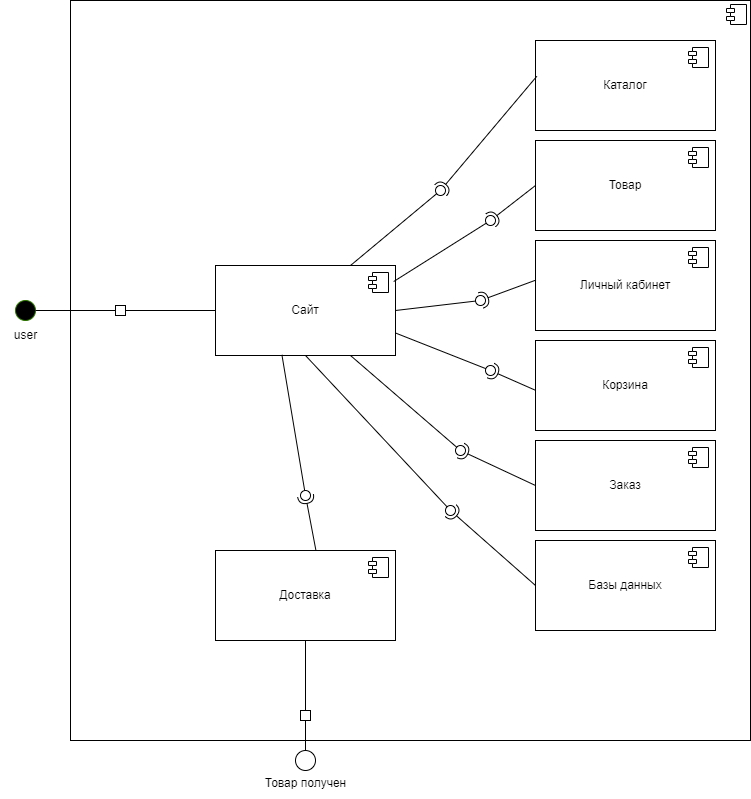 Каталог
Товар
Личный кабинет
Сайт
user
Корзина
Заказ
Базы данных
Доставка
Товар получен